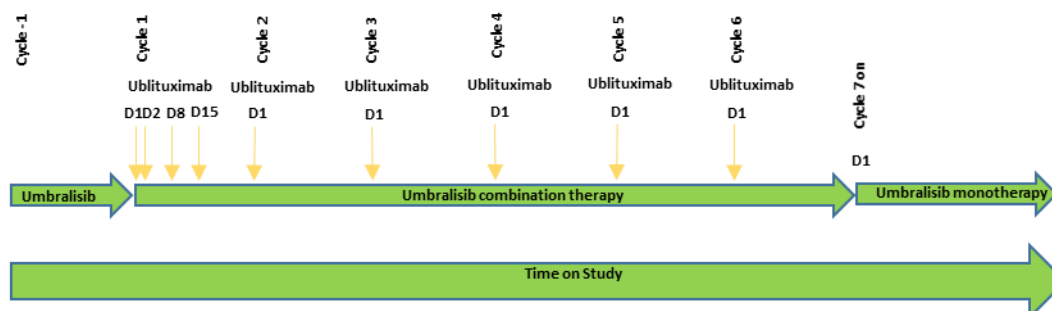 Cycle -1
Cycle 1
Cycle 2
Cycle 3
Cycle 4
Cycle 5
Cycle 6
Cycle 7 on
Ublituximab
Ublituximab
Ublituximab
Ublituximab
Ublituximab
Ublituximab
D1 D2 D8 D15
D1
D1
D1
D1
D1
D1
Umbralisib
Umbralisib combination therapy
Umbralisib monotherapy
Time on Study